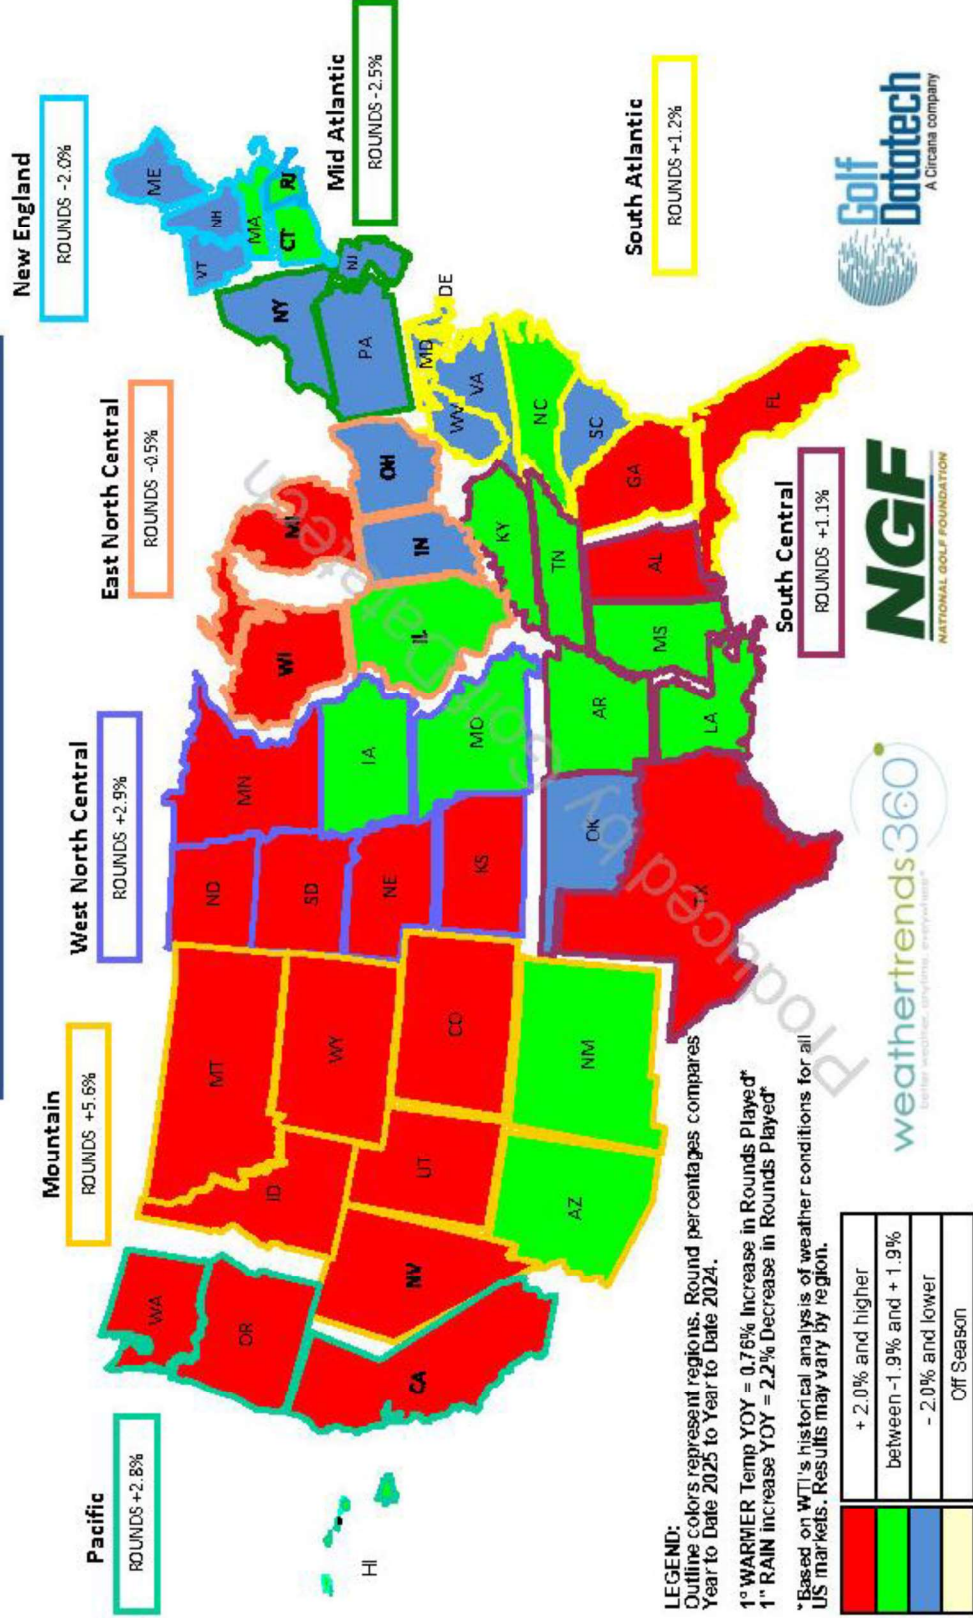 Pacific
ROUNDS +2.8%
Mountain
ROUNDS +5.6%
West North Central
ROUNDS +2.9%
East North Central
ROUNDS -0.5%
New England
ROUNDS -2.0%
Mid Atlantic
ROUNDS -2.5%
South Atlantic
ROUNDS +1.2%
South Central
ROUNDS +1.1%
WA
OR
CA
HI
NV
ID
MT
WY
UT
CO
AZ
NM
ND
SD
NE
KS
MN
IA
MO
WI
MI
IL
IN
OH
KY
TN
AL
MS
AR
LA
OK
TX
ME
NH
VT
MA
CT
RI
NY
PA
NJ
MD
DE
WV
VA
NC
SC
GA
FL
Produced by Golf Datatech
LEGEND:
Outline colors represent regions. Round percentages compares
Year to Date 2025 to Year to Date 2024.
1° WARMER Temp YOY = 0.76% Increase in Rounds Played*
1" RAIN increase YOY = 2.2% Decrease in Rounds Played*
*Based on WTI's historical analysis of weather conditions for all
US markets. Results may vary by region.
+ 2.0% and higher
between -1.9% and + 1.9%
- 2.0% and lower
Off Season
weathertrends360°
better weather, anytime, everywhere®
NGF
NATIONAL GOLF FOUNDATION
Golf
Datatech
A Circana company